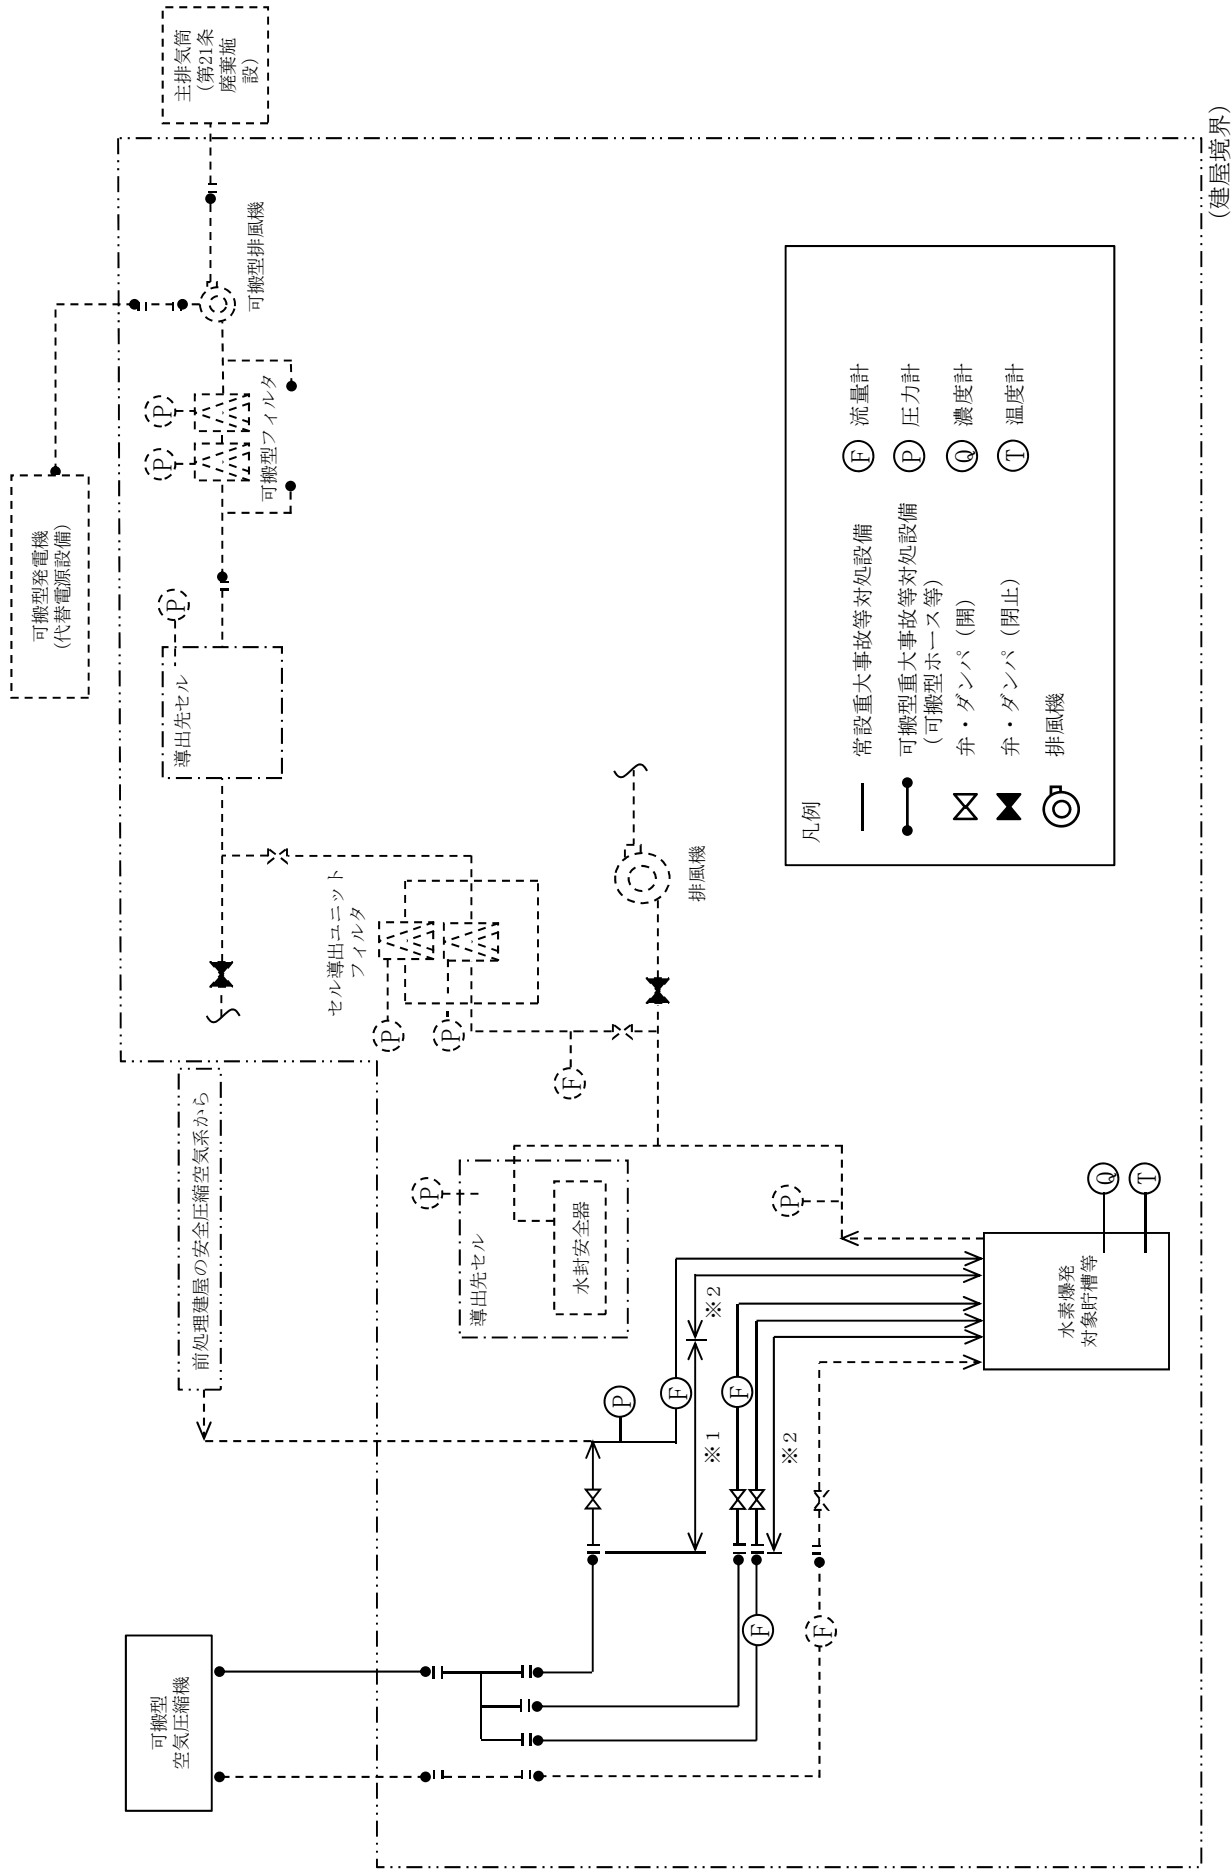 可搬型
空気圧縮機
前処理建屋の安全圧縮空気系から
導出先セル
水封安全器
水素爆発
対象貯槽等
セル導出ユニット
フィルタ
排風機
導出先セル
可搬型発電機
(代替電源設備)
可搬型フィルタ
可搬型排風機
主排気筒
(第21条
廃棄施
設)
(建屋境界)
※1
※2
※2
P
P
P
P
P
P
P
P
F
F
F
F
F
Q
T
凡例
常設重大事故等対処設備
可搬型重大事故等対処設備
(可搬型ホース等)
弁・ダンパ(開)
弁・ダンパ(閉止)
排風機
F 流量計
P 圧力計
Q 濃度計
T 温度計